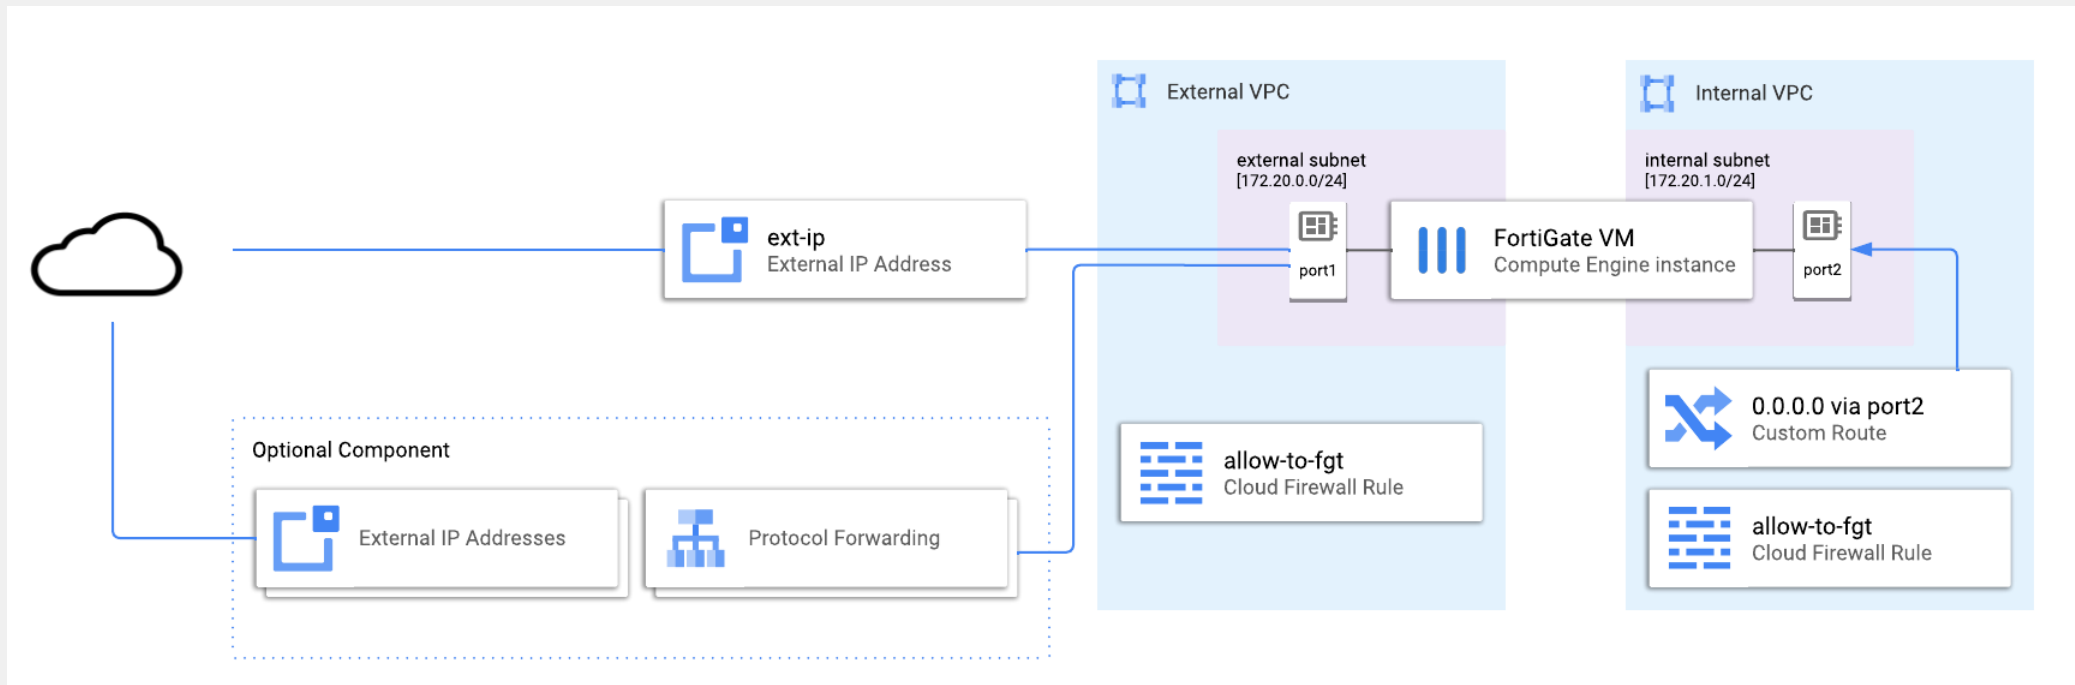 External VPC
Internal VPC
external subnet
[172.20.0.0/24]
internal subnet
[172.20.1.0/24]
ext-ip
External IP Address
port1
FortiGate VM
Compute Engine instance
port2
0.0.0.0 via port2
Custom Route
Optional Component
allow-to-fgt
Cloud Firewall Rule
External IP Addresses
Protocol Forwarding
allow-to-fgt
Cloud Firewall Rule